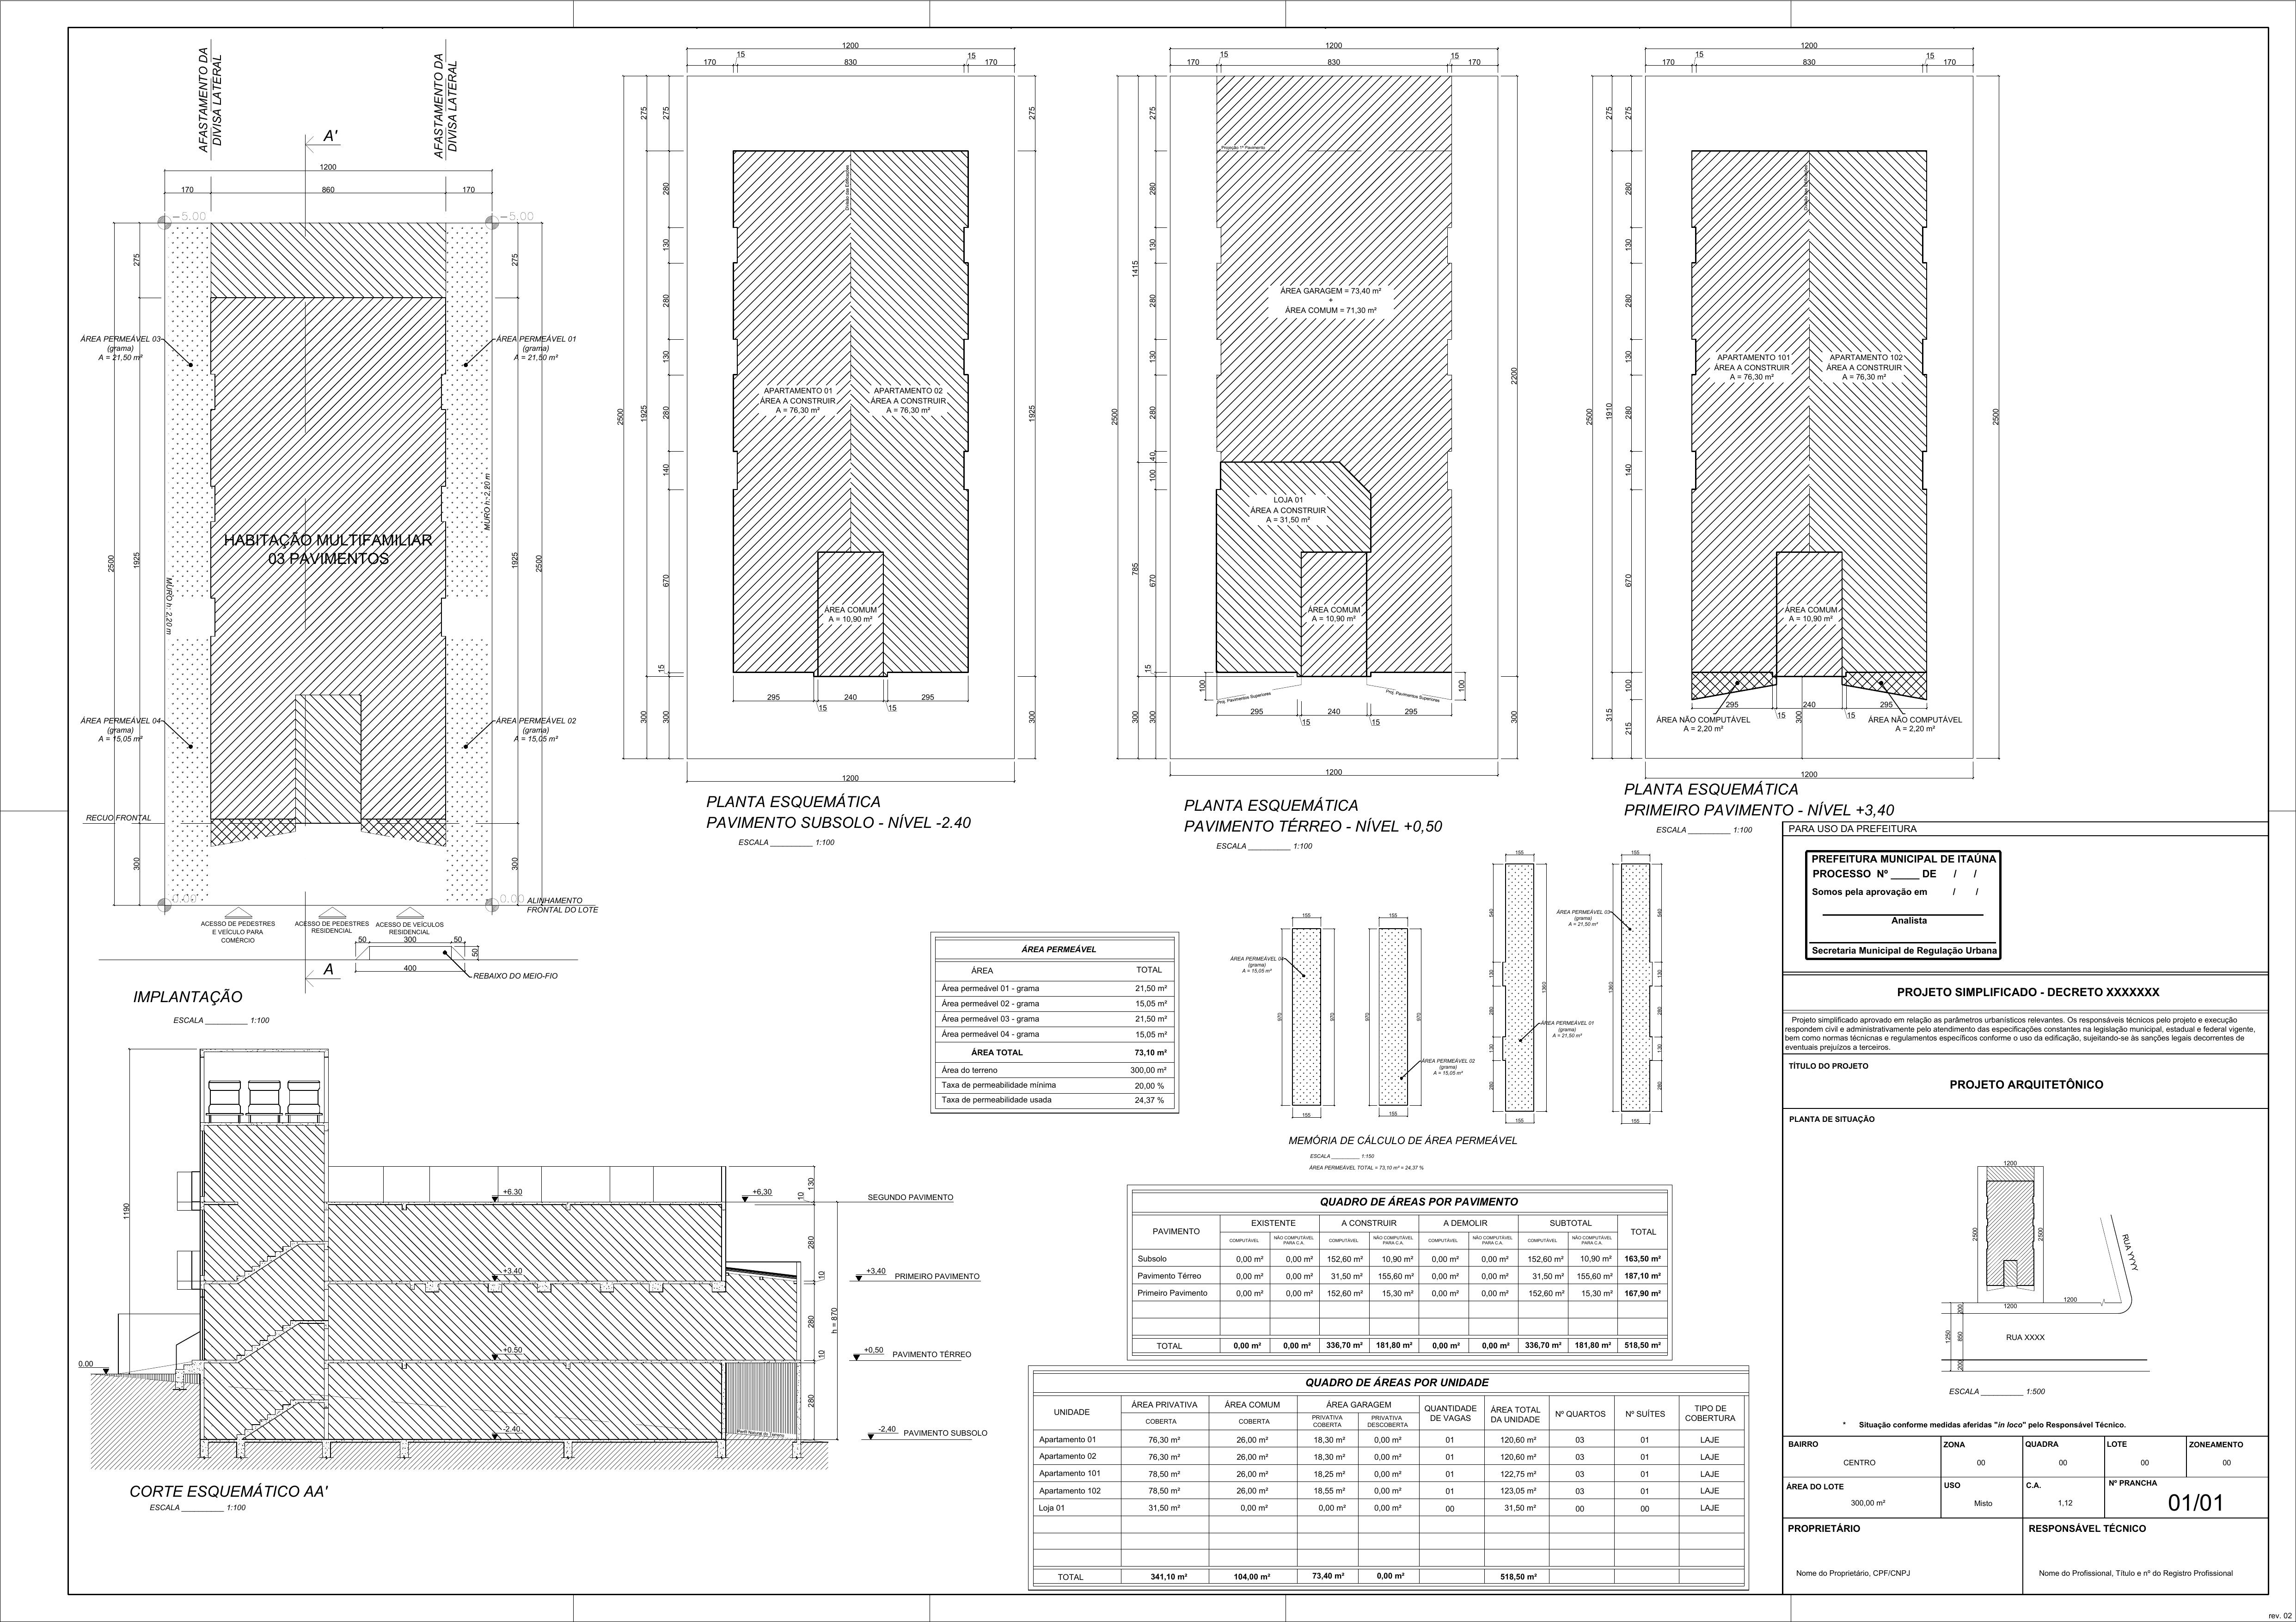 AFASTAMENTO DA
DIVISA LATERAL
AFASTAMENTO DA
DIVISA LATERAL
A'
1200
170
860
170
-5.00
-5.00
275
275
ÁREA PERMEÁVEL 03
(grama)
A = 21,50 m²
ÁREA PERMEÁVEL 01
(grama)
A = 21,50 m²
MURO h: 2,20 m
HABITAÇÃO MULTIFAMILIAR
03 PAVIMENTOS
2500
1925
1925
2500
MURO h: 2,20 m
ÁREA PERMEÁVEL 04
(grama)
A = 15,05 m²
ÁREA PERMEÁVEL 02
(grama)
A = 15,05 m²
RECUO FRONTAL
300
300
0.00
0.00
ALINHAMENTO
FRONTAL DO LOTE
ACESSO DE PEDESTRES
E VEÍCULO PARA
COMÉRCIO
ACESSO DE PEDESTRES
RESIDENCIAL
ACESSO DE VEÍCULOS
RESIDENCIAL
50
300
50
50
400
A
REBAIXO DO MEIO-FIO
IMPLANTAÇÃO
ESCALA __________ 1:100
1200
15
15
170
830
170
275
275
275
280
130
280
130
280
140
670
15
300
300
300
2500
1925
1925
Divisão das Edificações
APARTAMENTO 01
ÁREA A CONSTRUIR
A = 76,30 m²
APARTAMENTO 02
ÁREA A CONSTRUIR
A = 76,30 m²
ÁREA COMUM
A = 10,90 m²
295
240
295
15
15
1200
PLANTA ESQUEMÁTICA
PAVIMENTO SUBSOLO - NÍVEL -2.40
ESCALA __________ 1:100
1200
15
15
170
830
170
275
280
130
280
130
280
40
100
670
15
300
300
1415
785
2500
2200
300
Projeção 1º Pavimento
ÁREA GARAGEM = 73,40 m²
+
ÁREA COMUM = 71,30 m²
LOJA 01
ÁREA A CONSTRUIR
A = 31,50 m²
ÁREA COMUM
A = 10,90 m²
100
100
Proj. Pavimentos Superiores
Proj. Pavimentos Superiores
295
240
295
15
15
1200
PLANTA ESQUEMÁTICA
PAVIMENTO TÉRREO - NÍVEL +0,50
ESCALA __________ 1:100
1200
15
15
170
830
170
275
275
280
130
280
130
280
140
670
100
215
315
2500
1910
2500
Divisão das Edificações
APARTAMENTO 101
ÁREA A CONSTRUIR
A = 76,30 m²
APARTAMENTO 102
ÁREA A CONSTRUIR
A = 76,30 m²
ÁREA COMUM
A = 10,90 m²
295
240
295
15
300
15
ÁREA NÃO COMPUTÁVEL
A = 2,20 m²
ÁREA NÃO COMPUTÁVEL
A = 2,20 m²
1200
PLANTA ESQUEMÁTICA
PRIMEIRO PAVIMENTO - NÍVEL +3,40
ESCALA __________ 1:100
ÁREA PERMEÁVEL
ÁREA TOTAL
Área permeável 01 - grama 21,50 m²
Área permeável 02 - grama 15,05 m²
Área permeável 03 - grama 21,50 m²
Área permeável 04 - grama 15,05 m²
ÁREA TOTAL 73,10 m²
Área do terreno 300,00 m²
Taxa de permeabilidade mínima 20,00 %
Taxa de permeabilidade usada 24,37 %
155
155
155
155
ÁREA PERMEÁVEL 04
(grama)
A = 15,05 m²
970
970
970
970
ÁREA PERMEÁVEL 02
(grama)
A = 15,05 m²
155
155
ÁREA PERMEÁVEL 03
(grama)
A = 21,50 m²
540
130
280
130
280
1360
1360
540
130
280
130
280
ÁREA PERMEÁVEL 01
(grama)
A = 21,50 m²
155
155
MEMÓRIA DE CÁLCULO DE ÁREA PERMEÁVEL
ESCALA __________ 1:150
ÁREA PERMEÁVEL TOTAL = 73,10 m² = 24,37 %
1190
0.00
+6.30
+6,30
SEGUNDO PAVIMENTO
+3,40
+3,40
PRIMEIRO PAVIMENTO
+0,50
+0,50
PAVIMENTO TÉRREO
-2.40
-2,40
PAVIMENTO SUBSOLO
130
10
280
10
280
10
280
h = 870
CORTE ESQUEMÁTICO AA'
ESCALA __________ 1:100
QUADRO DE ÁREAS POR PAVIMENTO
PAVIMENTO EXISTENTE A CONSTRUIR A DEMOLIR SUBTOTAL TOTAL
COMPUTÁVEL NÃO COMPUTÁVEL PARA C.A. COMPUTÁVEL NÃO COMPUTÁVEL PARA C.A. COMPUTÁVEL NÃO COMPUTÁVEL PARA C.A. COMPUTÁVEL NÃO COMPUTÁVEL PARA C.A.
Subsolo 0,00 m² 0,00 m² 152,60 m² 10,90 m² 0,00 m² 0,00 m² 152,60 m² 10,90 m² 163,50 m²
Pavimento Térreo 0,00 m² 0,00 m² 31,50 m² 155,60 m² 0,00 m² 0,00 m² 31,50 m² 155,60 m² 187,10 m²
Primeiro Pavimento 0,00 m² 0,00 m² 152,60 m² 15,30 m² 0,00 m² 0,00 m² 152,60 m² 15,30 m² 167,90 m²
TOTAL 0,00 m² 0,00 m² 336,70 m² 181,80 m² 0,00 m² 0,00 m² 336,70 m² 181,80 m² 518,50 m²
QUADRO DE ÁREAS POR UNIDADE
UNIDADE ÁREA PRIVATIVA ÁREA COMUM ÁREA GARAGEM QUANTIDADE DE VAGAS ÁREA TOTAL DA UNIDADE Nº QUARTOS Nº SUÍTES TIPO DE COBERTURA
COBERTA COBERTA PRIVATIVA COBERTA PRIVATIVA DESCOBERTA
Apartamento 01 76,30 m² 26,00 m² 18,30 m² 0,00 m² 01 120,60 m² 03 01 LAJE
Apartamento 02 76,30 m² 26,00 m² 18,30 m² 0,00 m² 01 120,60 m² 03 01 LAJE
Apartamento 101 78,50 m² 26,00 m² 18,25 m² 0,00 m² 01 122,75 m² 03 01 LAJE
Apartamento 102 78,50 m² 26,00 m² 18,55 m² 0,00 m² 01 123,05 m² 03 01 LAJE
Loja 01 31,50 m² 0,00 m² 0,00 m² 0,00 m² 00 31,50 m² 00 00 LAJE
TOTAL 341,10 m² 104,00 m² 73,40 m² 0,00 m² 518,50 m²
PARA USO DA PREFEITURA
PREFEITURA MUNICIPAL DE ITAÚNA
PROCESSO Nº _____ DE / /
Somos pela aprovação em / /
Analista
Secretaria Municipal de Regulação Urbana
PROJETO SIMPLIFICADO - DECRETO XXXXXXX
Projeto simplificado aprovado em relação as parâmetros urbanísticos relevantes. Os responsáveis técnicos pelo projeto e execução
respondem civil e administrativamente pelo atendimento das especificações constantes na legislação municipal, estadual e federal vigente,
bem como normas técnicnas e regulamentos específicos conforme o uso da edificação, sujeitando-se às sanções legais decorrentes de
eventuais prejuízos a terceiros.
TÍTULO DO PROJETO
PROJETO ARQUITETÔNICO
PLANTA DE SITUAÇÃO
1200
2500
2500
RUA YYYY
1200
1200
200
1250
850
200
RUA XXXX
ESCALA __________ 1:500
* Situação conforme medidas aferidas "in loco" pelo Responsável Técnico.
BAIRRO ZONA QUADRA LOTE ZONEAMENTO
CENTRO 00 00 00 00
ÁREA DO LOTE USO C.A. Nº PRANCHA
300,00 m² Misto 1,12 01/01
PROPRIETÁRIO RESPONSÁVEL TÉCNICO
Nome do Proprietário, CPF/CNPJ Nome do Profissional, Título e nº do Registro Profissional
rev. 02